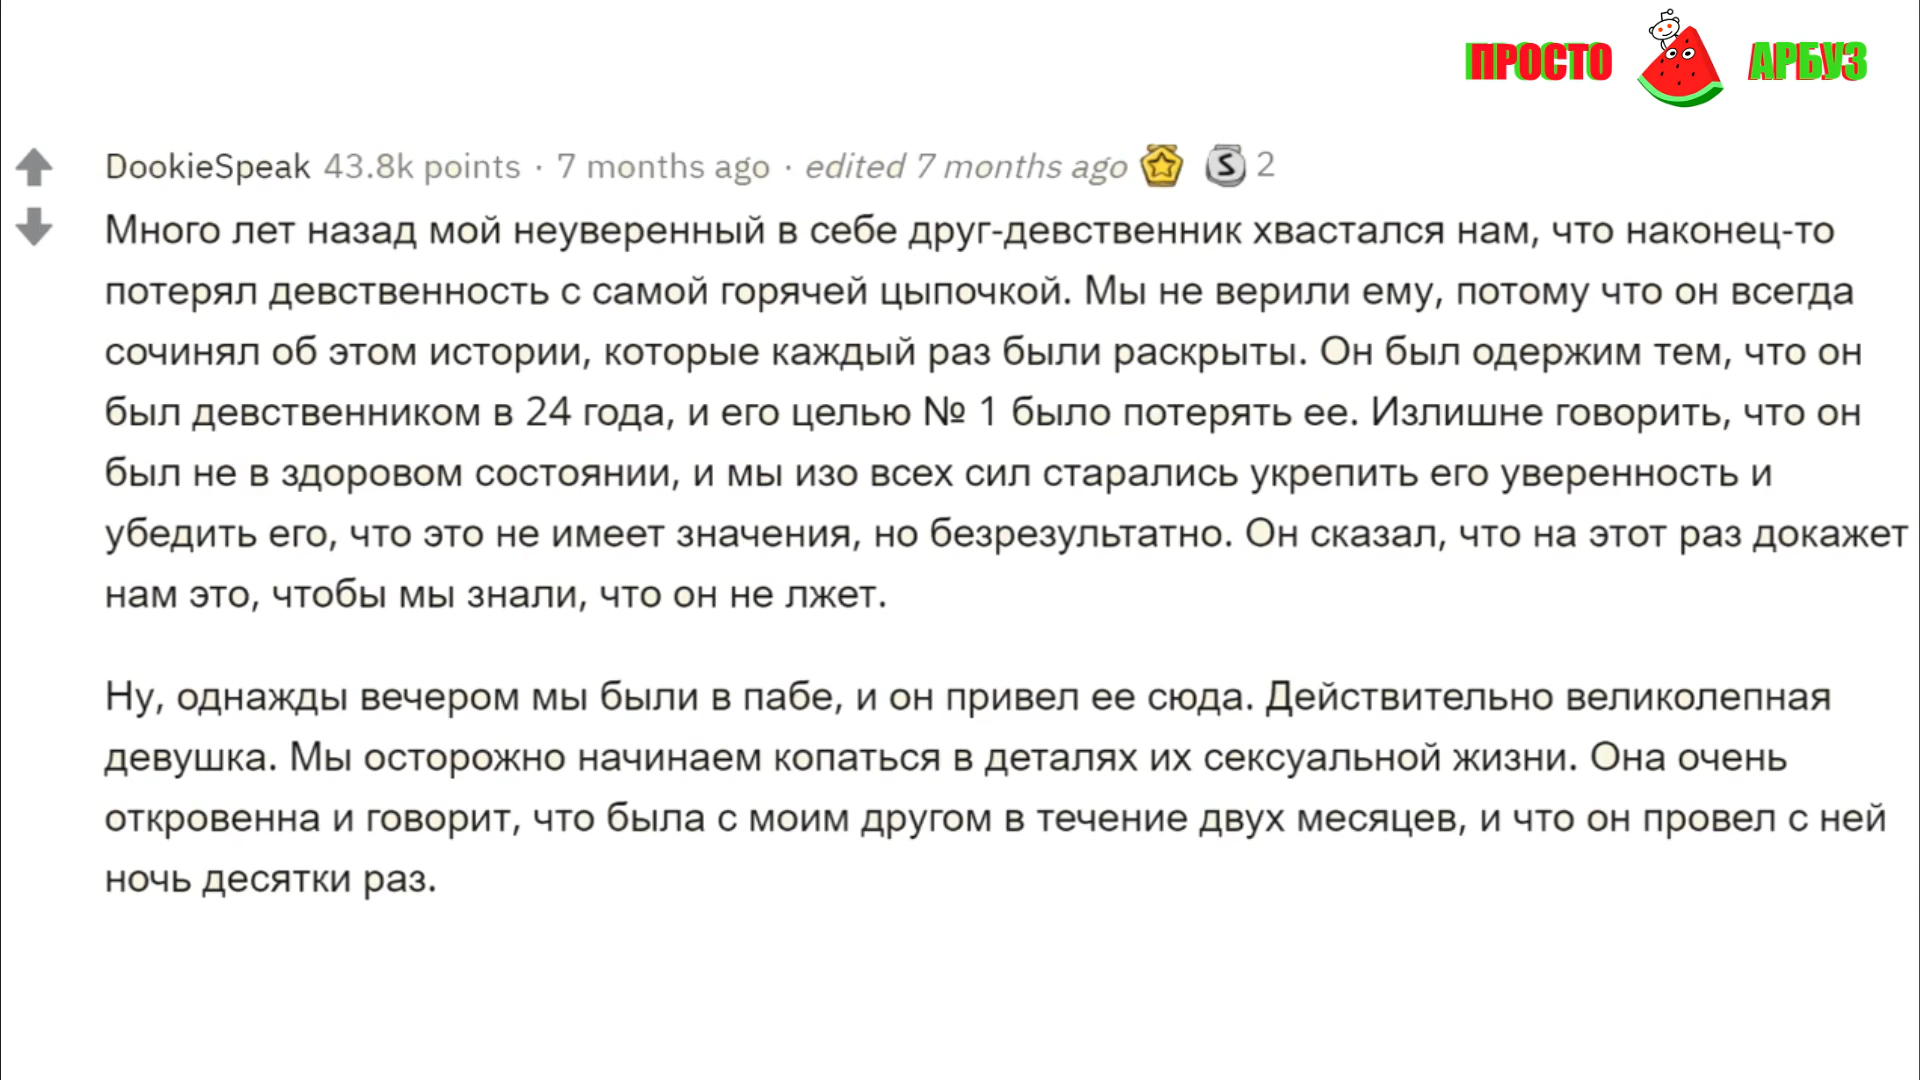 ПРОСТО АРБУЗ
DookieSpeak 43.8k points · 7 months ago · edited 7 months ago S 2
Много лет назад мой неуверенный в себе друг-девственник хвастался нам, что наконец-то
потерял девственность с самой горячей цыпочкой. Мы не верили ему, потому что он всегда
сочинял об этом истории, которые каждый раз были раскрыты. Он был одержим тем, что он
был девственником в 24 года, и его целью № 1 было потерять ее. Излишне говорить, что он
был не в здоровом состоянии, и мы изо всех сил старались укрепить его уверенность и
убедить его, что это не имеет значения, но безрезультатно. Он сказал, что на этот раз докажет
нам это, чтобы мы знали, что он не лжет.
Ну, однажды вечером мы были в пабе, и он привел ее сюда. Действительно великолепная
девушка. Мы осторожно начинаем копаться в деталях их сексуальной жизни. Она очень
откровенна и говорит, что была с моим другом в течение двух месяцев, и что он провел с ней
ночь десятки раз.